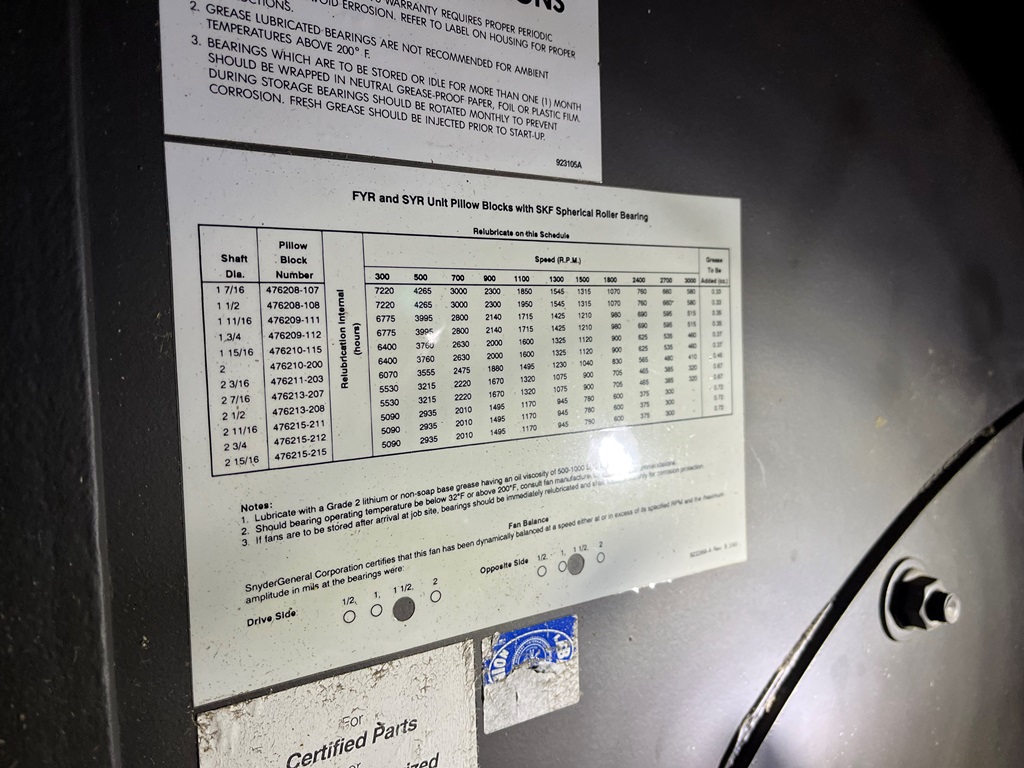 ONS
WARRANTY REQUIRES PROPER PERIODIC
ERROSION. REFER TO LABEL ON HOUSING FOR PROPER
2. GREASE LUBRICATED BEARINGS ARE NOT RECOMMENDED FOR AMBIENT
TEMPERATURES ABOVE 200° F.
3. BEARINGS WHICH ARE TO BE STORED OR IDLE FOR MORE THAN ONE (1) MONTH
SHOULD BE WRAPPED IN NEUTRAL GREASE-PROOF PAPER, FOIL OR PLASTIC FILM.
DURING STORAGE BEARINGS SHOULD BE ROTATED MONTHLY TO PREVENT
CORROSION. FRESH GREASE SHOULD BE INJECTED PRIOR TO START-UP.
923105A
FYR and SYR Unit Pillow Blocks with SKF Spherical Roller Bearing
Relubricate on this Schedule
Shaft Dia. Pillow Block Number Relubrication Internal (hours) Speed (R.P.M.) Grease To Be Added (oz.)
300 500 700 900 1100 1300 1500 1800 2400 2700 3000
1 7/16 476208-107 7220 4265 3000 2300 1850 1545 1315 1070 760 660 580
1 1/2 476208-108 7220 4265 3000 2300 1950 1545 1315 1070 760 660 580
1 11/16 476209-111 6775 3995 2800 2140 1715 1425 1210 980 690 595 515
1 3/4 476209-112 6775 3995 2800 2140 1715 1425 1210 980 690 595 515
1 15/16 476210-115 6400 3760 2630 2000 1600 1325 1120 900 625 535 460
2 476210-200 6400 3760 2630 2000 1600 1325 1120 900 625 535 460
2 3/16 476211-203 6070 3555 2475 1880 1495 1230 1040 830 565 480 410
2 7/16 476213-207 5530 3215 2220 1670 1320 1075 900 705 465 385 320
2 1/2 476213-208 5530 3215 2220 1670 1320 1075 900 705 465 385 320
2 11/16 476215-211 5090 2935 2010 1495 1170 945 780 600 375 300
2 3/4 476215-212 5090 2935 2010 1495 1170 945 780 600 375 300
2 15/16 476215-215 5090 2935 2010 1495 1170 945 780 600 375 300
Notes:
1. Lubricate with a Grade 2 lithium or non-soap base grease having an oil viscosity of 500-1000
2. Should bearing operating temperature be below 32°F or above 200°F, consult fan manufacturer
3. If fans are to be stored after arrival at job site, bearings should be immediately relubricated and for corrosion protection.
Fan Balance
SnyderGeneral Corporation certifies that this fan has been dynamically balanced at a speed either at or in excess of its specified RPM and the maximum
amplitude in mils at the bearings were:
Drive Side: 1/2, 1, 1 1/2, 2
Opposite Side 1/2, 1, 1 1/2, 2
For
Certified Parts
or